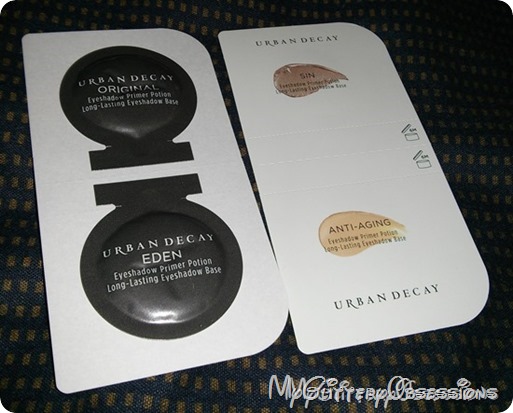 URBAN DECAY
ORIGINAL
Eyeshadow Primer Potion
Long-Lasting Eyeshadow Base
URBAN DECAY
EDEN
Eyeshadow Primer Potion
Long-Lasting Eyeshadow Base
URBAN DECAY
SIN
Eyeshadow Primer Potion
Long-Lasting Eyeshadow Base
6M
6M
ANTI-AGING
Eyeshadow Primer Potion
Long-Lasting Eyeshadow Base
URBAN DECAY